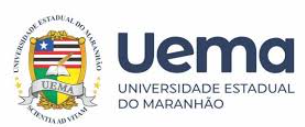 UNIVERSIDADE ESTADUAL DO MARANHÃO
UEMA
SCIENTIA AD VITAM
Uema
UNIVERSIDADE ESTADUAL
DO MARANHÃO